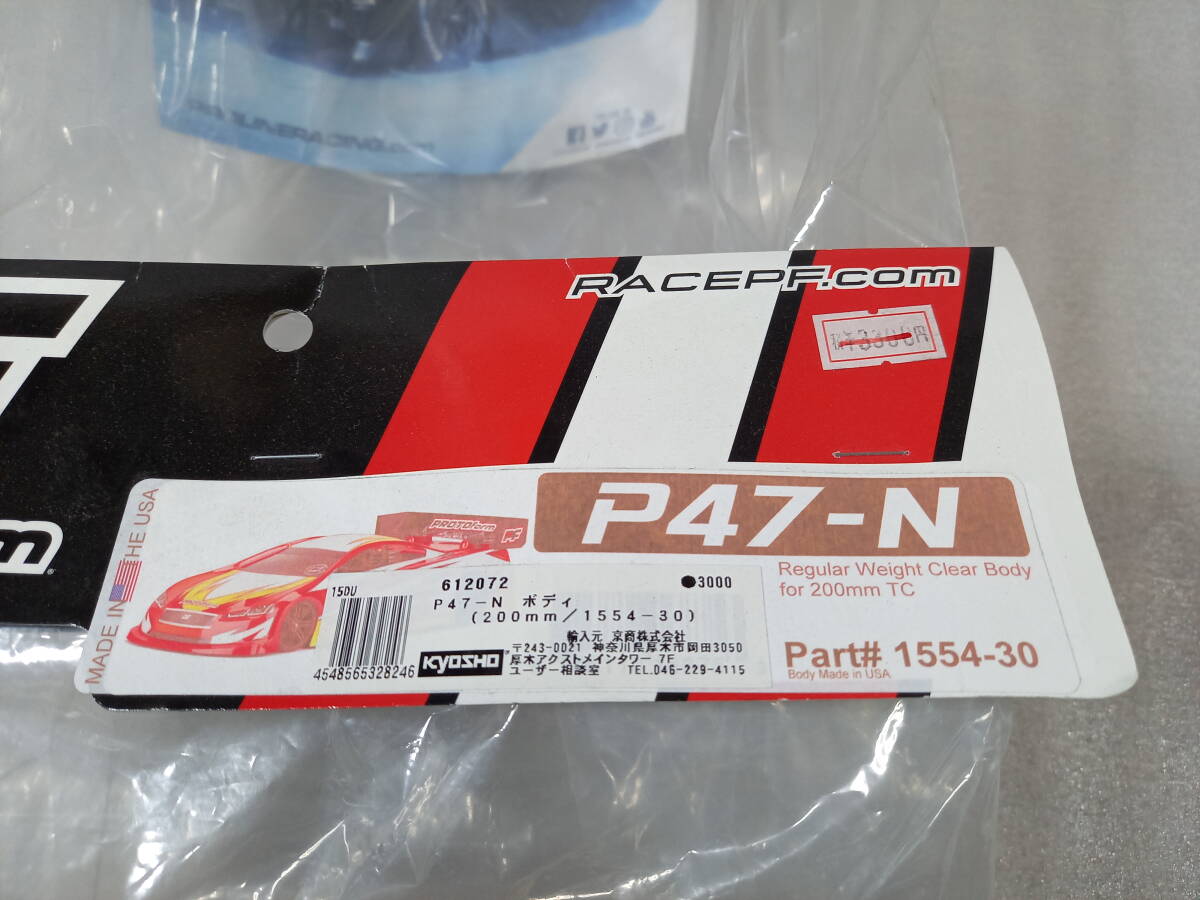 RACEPF.com
m
MADE IN THE USA
PROTOform
PF
P47-N
Regular Weight Clear Body
for 200mm TC
Part# 1554-30
Body Made in USA
15DU
4548565328246
612072 ●3000
P47-N ボディ
(200mm/1554-30)
輸入元 京商株式会社
〒243-0021 神奈川県厚木市岡田3050
厚木アクストメインタワー 7F
ユーザー相談室 TEL.046-229-4115
KYOSHO